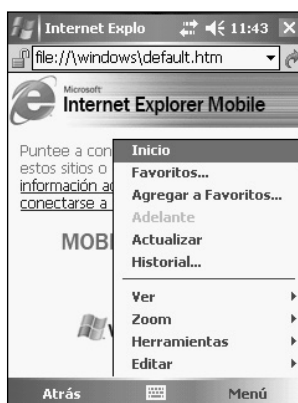 Internet Explo 11:43
file://\windows\default.htm
Microsoft
Internet Explorer Mobile
Puntee a con
estos sitios o
información ad
conectarse a
MOBI
Inicio
Favoritos...
Agregar a Favoritos...
Adelante
Actualizar
Historial...
Ver
Zoom
Herramientas
Editar
Atrás Menú